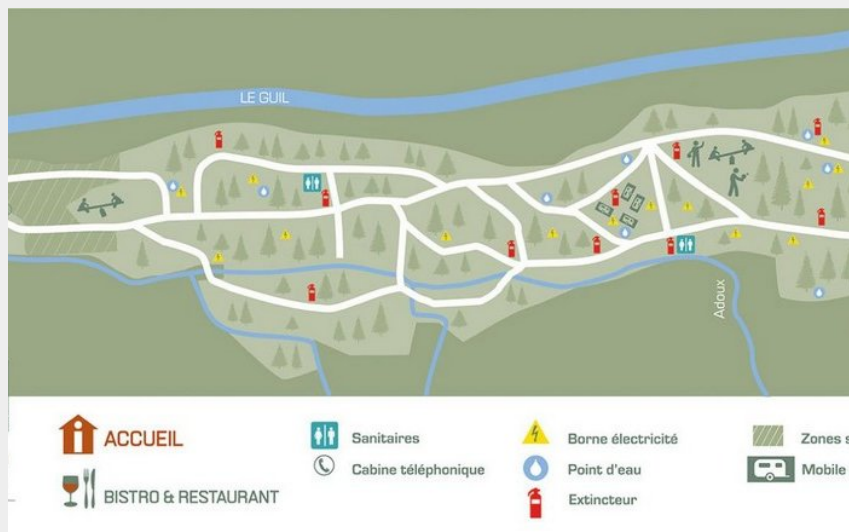 LE GUIL
Adoux
ACCUEIL
BISTRO & RESTAURANT
Sanitaires
Cabine téléphonique
Borne électricité
Point d'eau
Extincteur
Zones s
Mobile